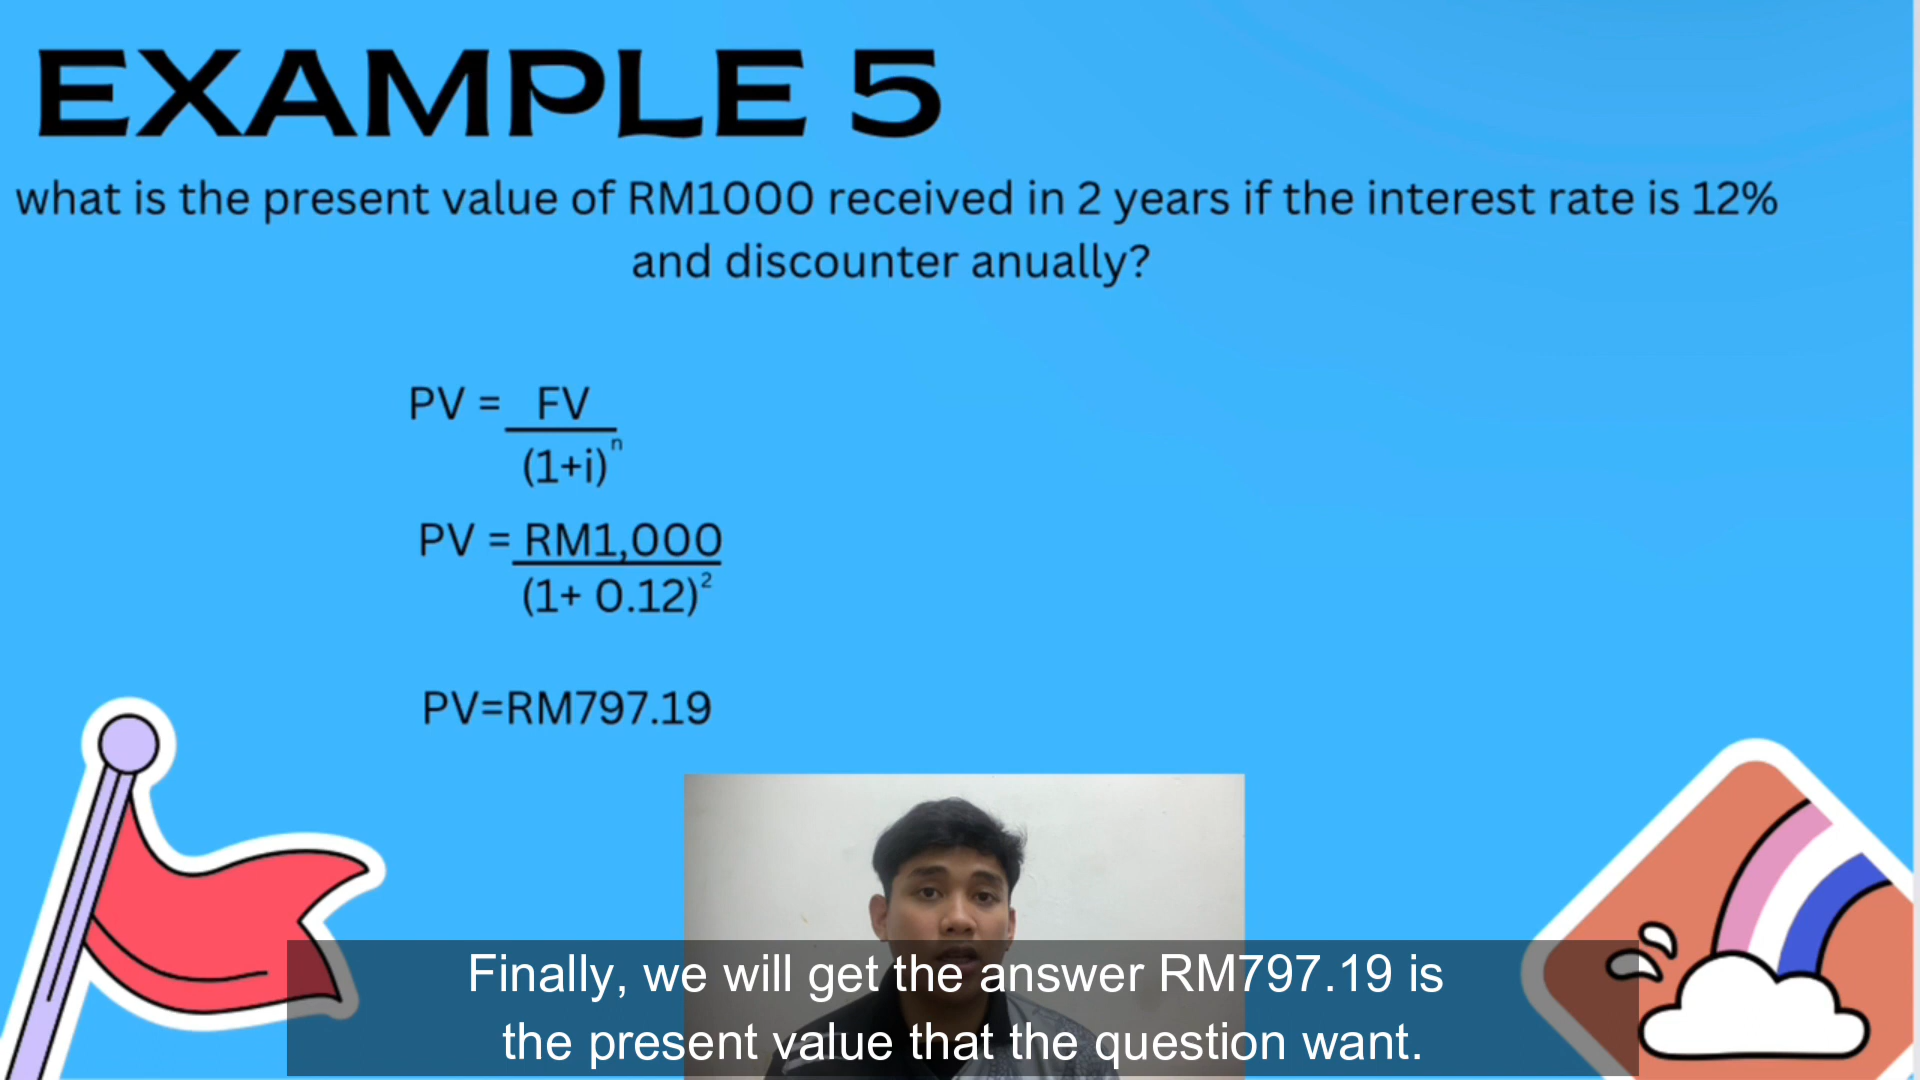 EXAMPLE 5
what is the present value of RM1000 received in 2 years if the interest rate is 12%
and discounter anually?
PV = FV
(1+i)^n
PV = RM1,000
(1+ 0.12)^2
PV=RM797.19
Finally, we will get the answer RM797.19 is
the present value that the question want.